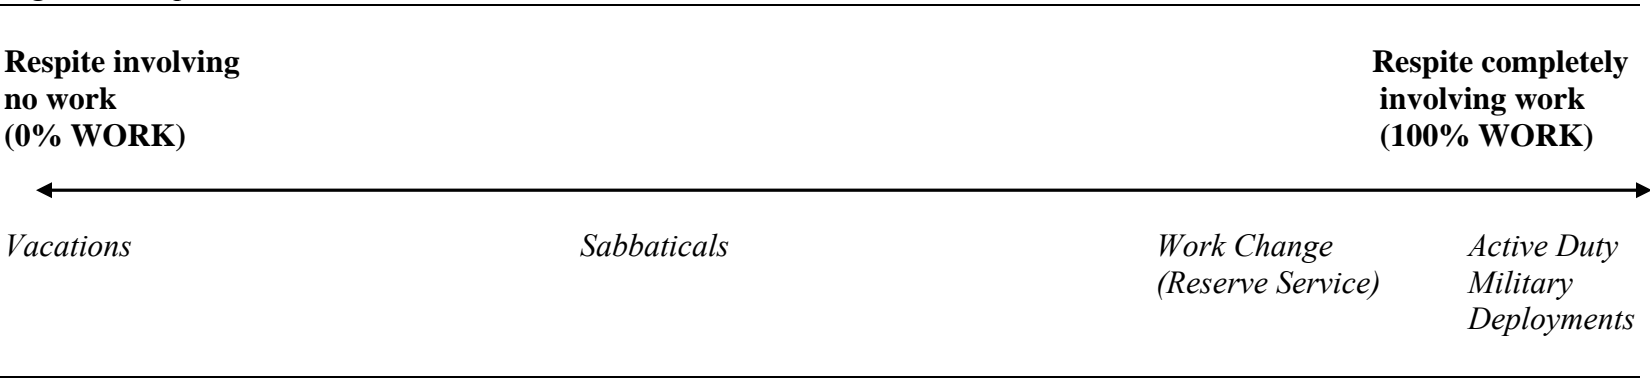 Respite involving
no work
(0% WORK)
Respite completely
involving work
(100% WORK)
Vacations
Sabbaticals
Work Change
(Reserve Service)
Active Duty
Military
Deployments